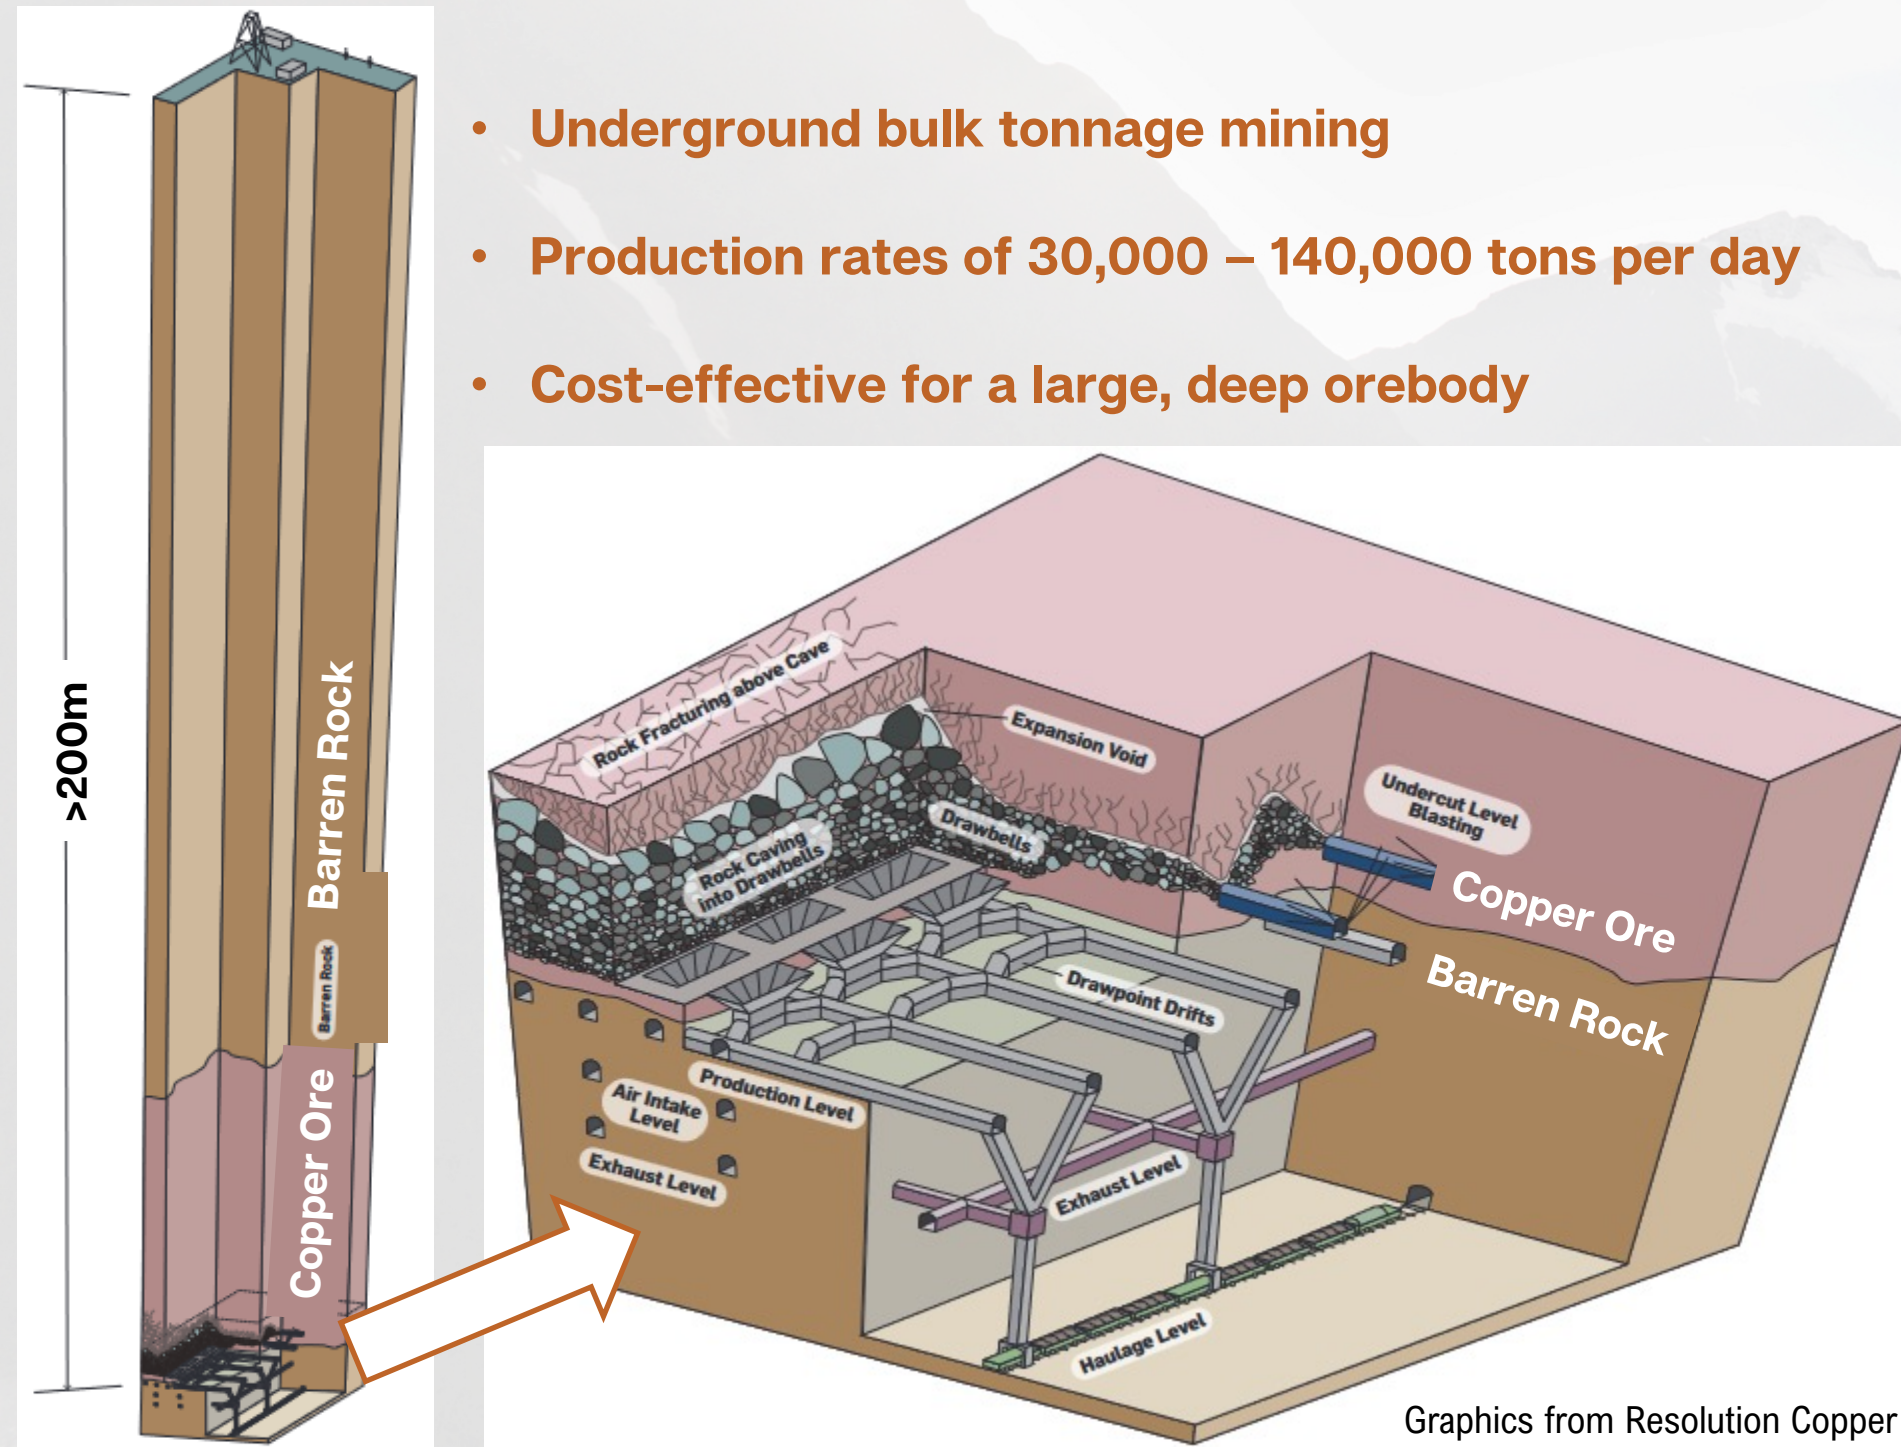 • Underground bulk tonnage mining
• Production rates of 30,000 – 140,000 tons per day
• Cost-effective for a large, deep orebody
>200m
Barren Rock
Barren Rock
Copper Ore
Rock Fracturing above Cave
Expansion Void
Undercut Level
Blasting
Rock Caving
into Drawbells
Drawbells
Copper Ore
Barren Rock
Drawpoint Drifts
Production Level
Air Intake
Level
Exhaust Level
Exhaust Level
Haulage Level
Graphics from Resolution Copper